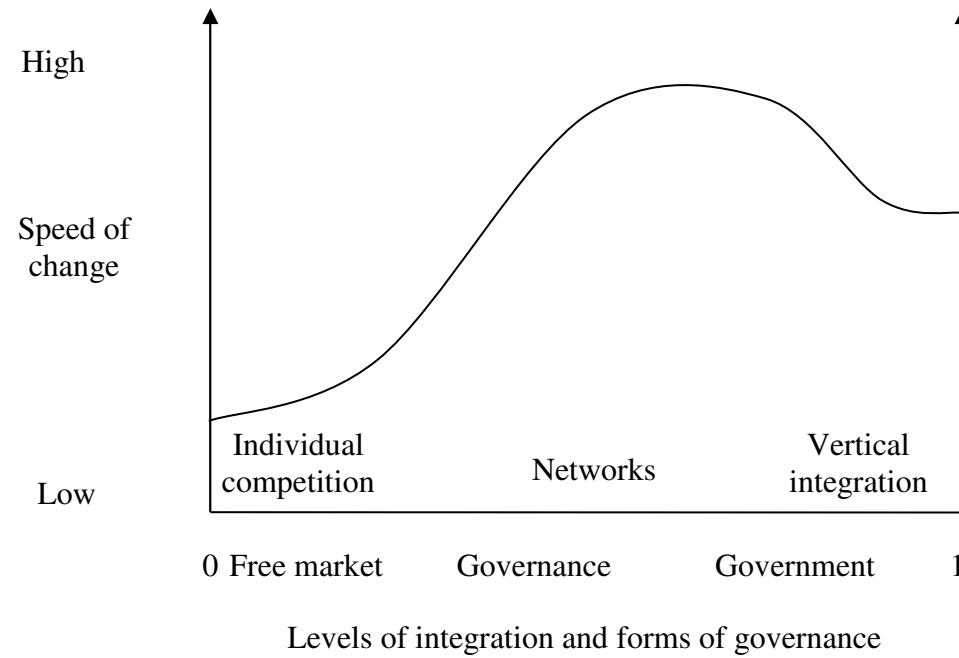 High
Speed of
change
Individual
competition
Networks
Vertical
integration
Low
0 Free market Governance Government 1
Levels of integration and forms of governance